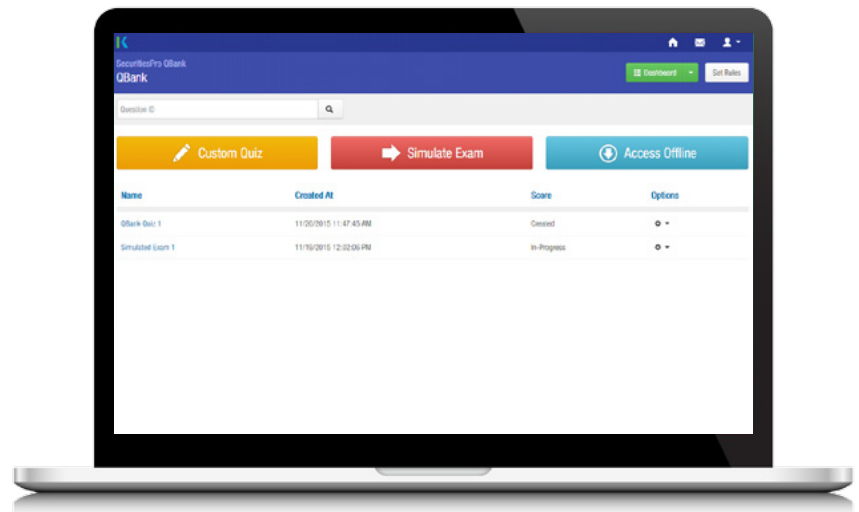 K
SecuritiesPro QBank
QBank
Dashboard
Set Rules
Question ID
Custom Quiz
Simulate Exam
Access Offline
Name Created At Score Options
QBank Quiz 1 11/20/2015 11:47:45 AM Created
Simulated Exam 1 11/19/2015 12:02:06 PM In-Progress